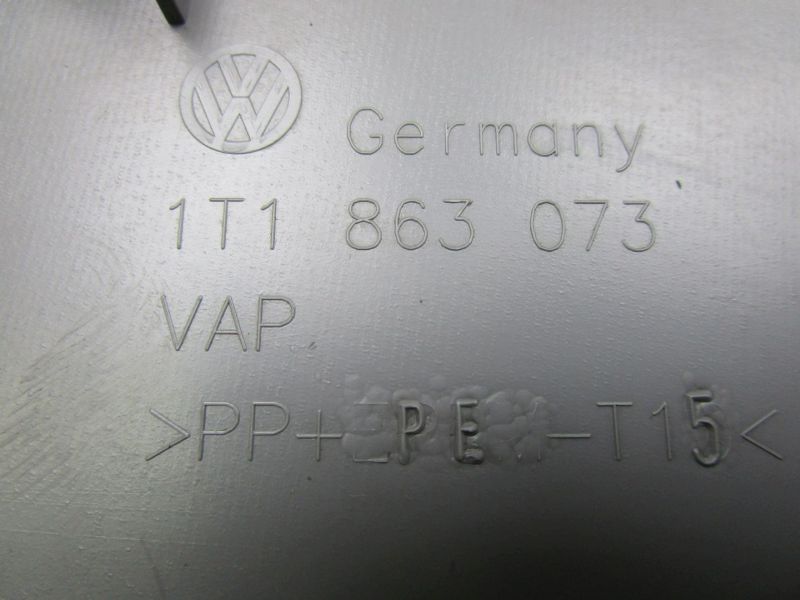 Germany
1T1 863 073
VAP
>PP+ PE -T15<